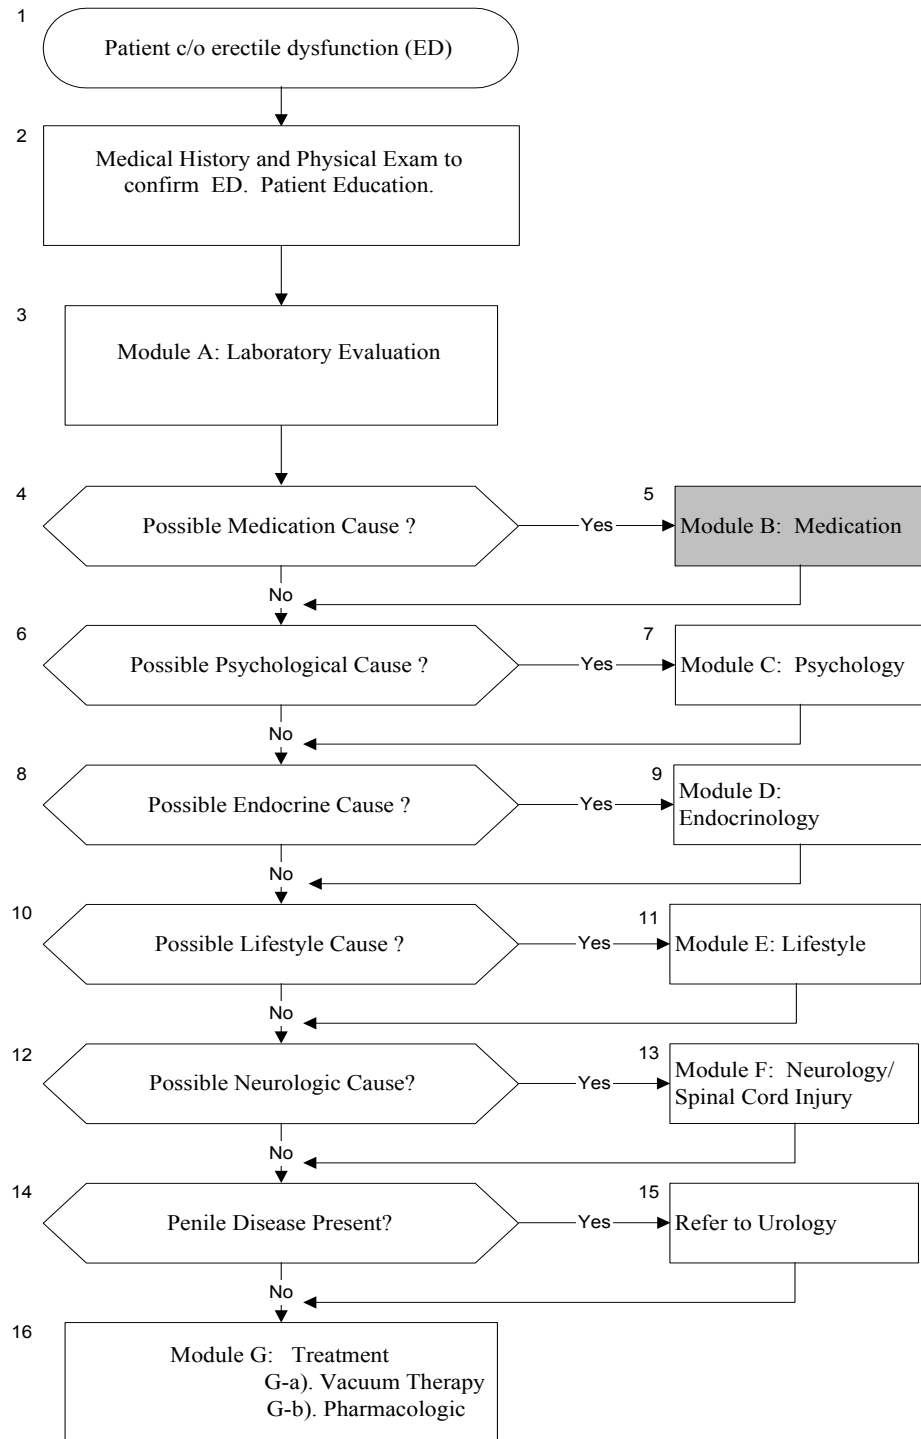 1
Patient c/o erectile dysfunction (ED)
2
Medical History and Physical Exam to
confirm ED. Patient Education.
3
Module A: Laboratory Evaluation
4
Possible Medication Cause ?
Yes
5
Module B: Medication
No
6
Possible Psychological Cause ?
Yes
7
Module C: Psychology
No
8
Possible Endocrine Cause ?
Yes
9
Module D:
Endocrinology
No
10
Possible Lifestyle Cause ?
Yes
11
Module E: Lifestyle
No
12
Possible Neurologic Cause?
Yes
13
Module F: Neurology/
Spinal Cord Injury
No
14
Penile Disease Present?
Yes
15
Refer to Urology
No
16
Module G: Treatment
G-a). Vacuum Therapy
G-b). Pharmacologic